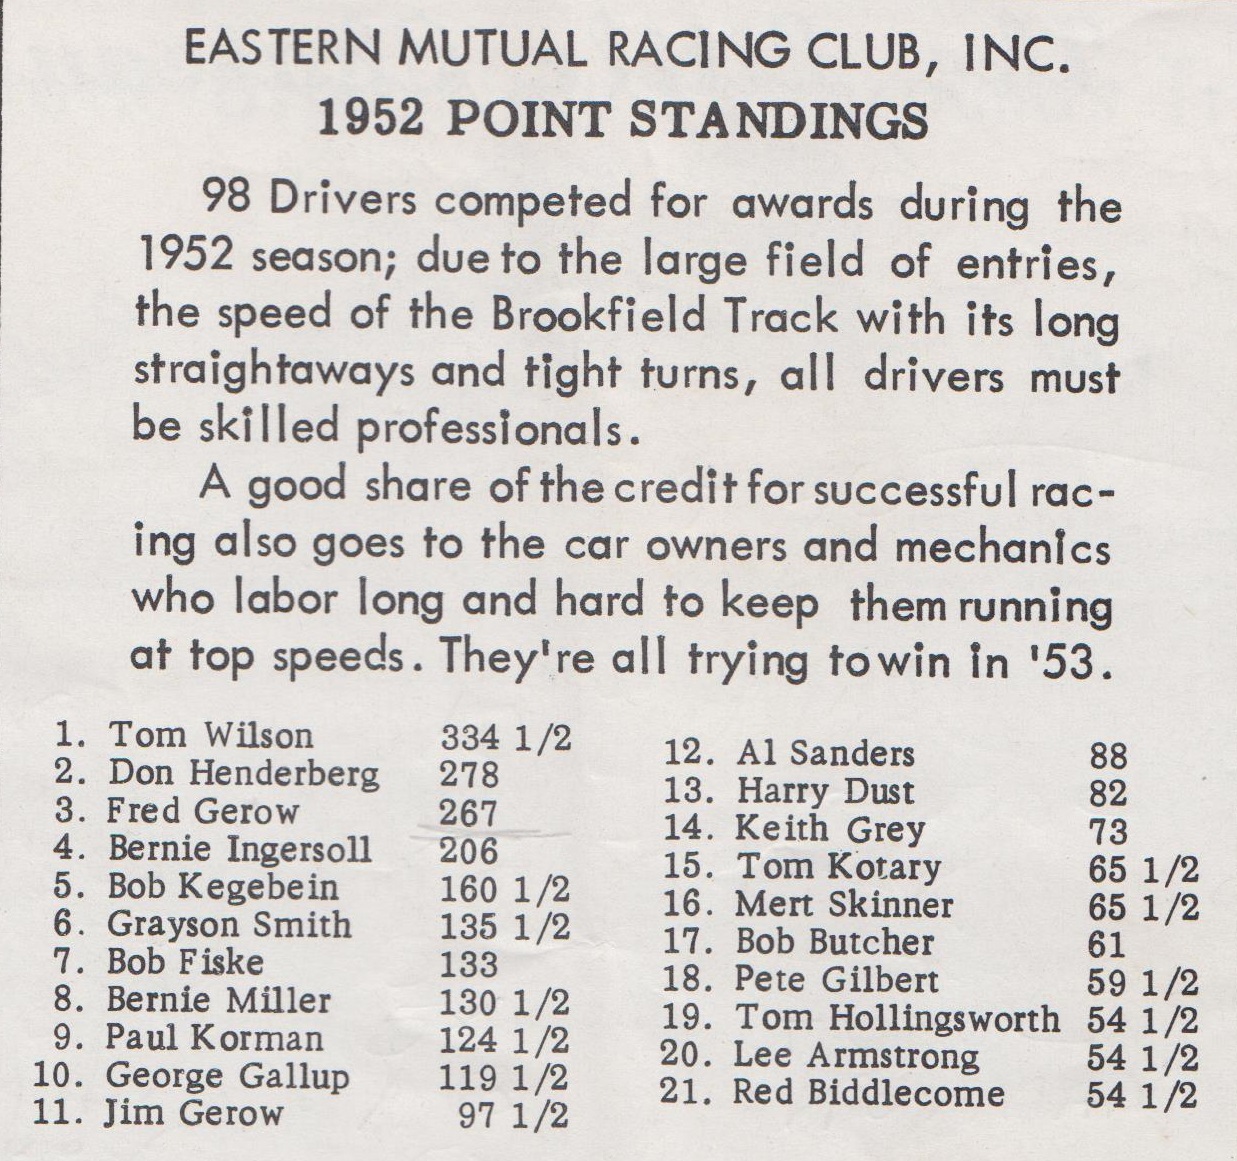 EASTERN MUTUAL RACING CLUB, INC.
1952 POINT STANDINGS
98 Drivers competed for awards during the
1952 season; due to the large field of entries,
the speed of the Brookfield Track with its long
straightaways and tight turns, all drivers must
be skilled professionals.
A good share of the credit for successful rac-
ing also goes to the car owners and mechanics
who labor long and hard to keep them running
at top speeds. They're all trying to win in '53.
1. Tom Wilson 334 1/2
2. Don Henderberg 278
3. Fred Gerow 267
4. Bernie Ingersoll 206
5. Bob Kegebein 160 1/2
6. Grayson Smith 135 1/2
7. Bob Fiske 133
8. Bernie Miller 130 1/2
9. Paul Korman 124 1/2
10. George Gallup 119 1/2
11. Jim Gerow 97 1/2
12. Al Sanders 88
13. Harry Dust 82
14. Keith Grey 73
15. Tom Kotary 65 1/2
16. Mert Skinner 65 1/2
17. Bob Butcher 61
18. Pete Gilbert 59 1/2
19. Tom Hollingsworth 54 1/2
20. Lee Armstrong 54 1/2
21. Red Biddlecome 54 1/2